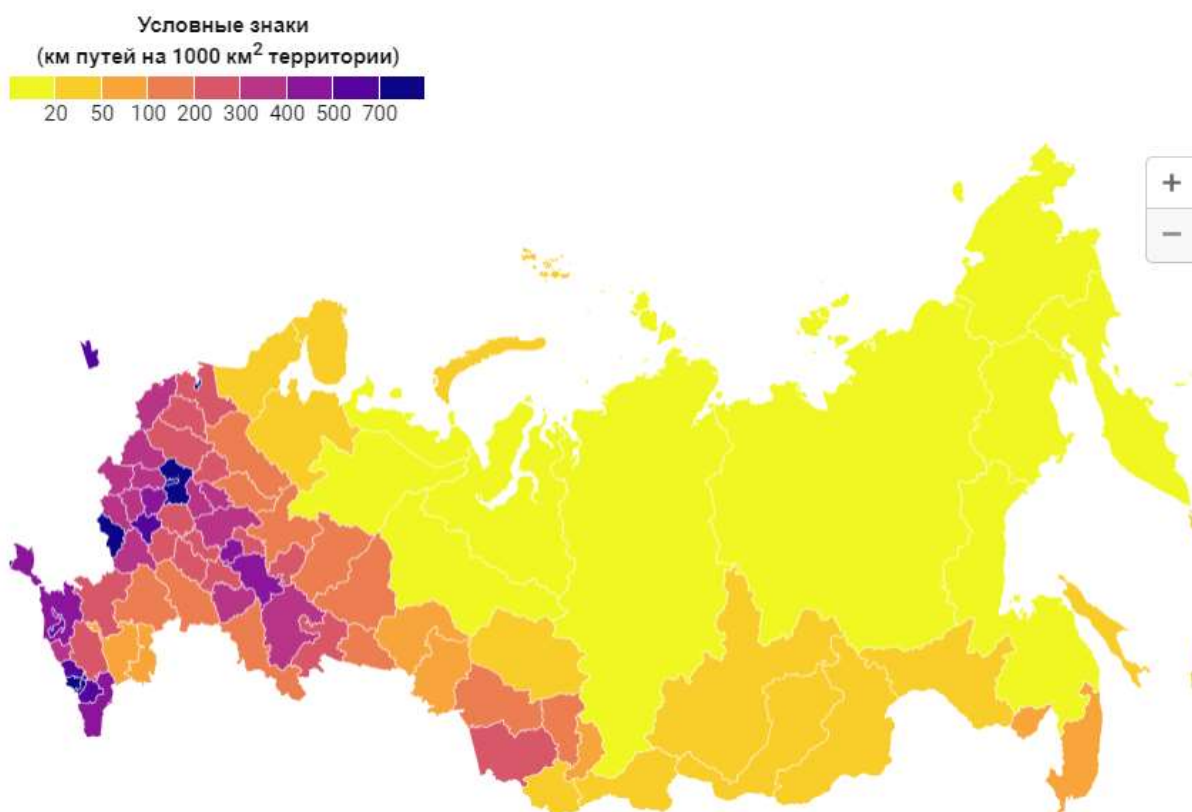 Условные знаки
(км путей на 1000 км² территории)
20 50 100 200 300 400 500 700
+
−